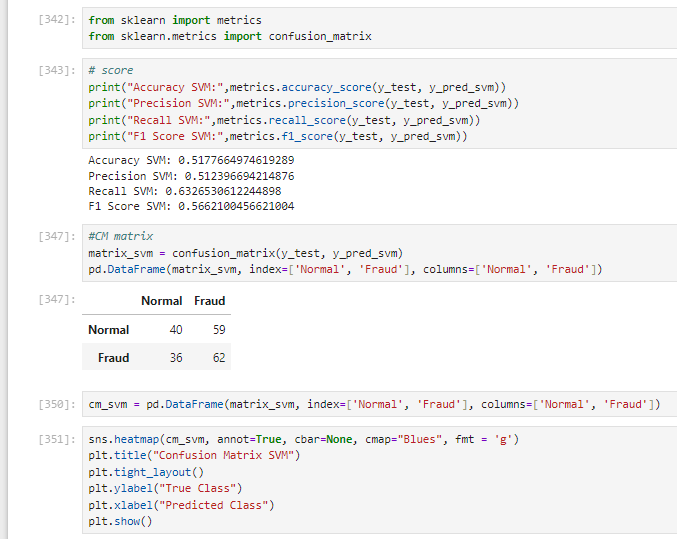 [342]: from sklearn import metrics
from sklearn.metrics import confusion_matrix
[343]: # score
print("Accuracy SVM:",metrics.accuracy_score(y_test, y_pred_svm))
print("Precision SVM:",metrics.precision_score(y_test, y_pred_svm))
print("Recall SVM:",metrics.recall_score(y_test, y_pred_svm))
print("F1 Score SVM:",metrics.f1_score(y_test, y_pred_svm))
Accuracy SVM: 0.5177664974619289
Precision SVM: 0.512396694214876
Recall SVM: 0.6326530612244898
F1 Score SVM: 0.5662100456621004
[347]: #CM matrix
matrix_svm = confusion_matrix(y_test, y_pred_svm)
pd.DataFrame(matrix_svm, index=['Normal', 'Fraud'], columns=['Normal', 'Fraud'])
[347]: Normal Fraud
Normal 40 59
Fraud 36 62
[350]: cm_svm = pd.DataFrame(matrix_svm, index=['Normal', 'Fraud'], columns=['Normal', 'Fraud'])
[351]: sns.heatmap(cm_svm, annot=True, cbar=None, cmap="Blues", fmt = 'g')
plt.title("Confusion Matrix SVM")
plt.tight_layout()
plt.ylabel("True Class")
plt.xlabel("Predicted Class")
plt.show()